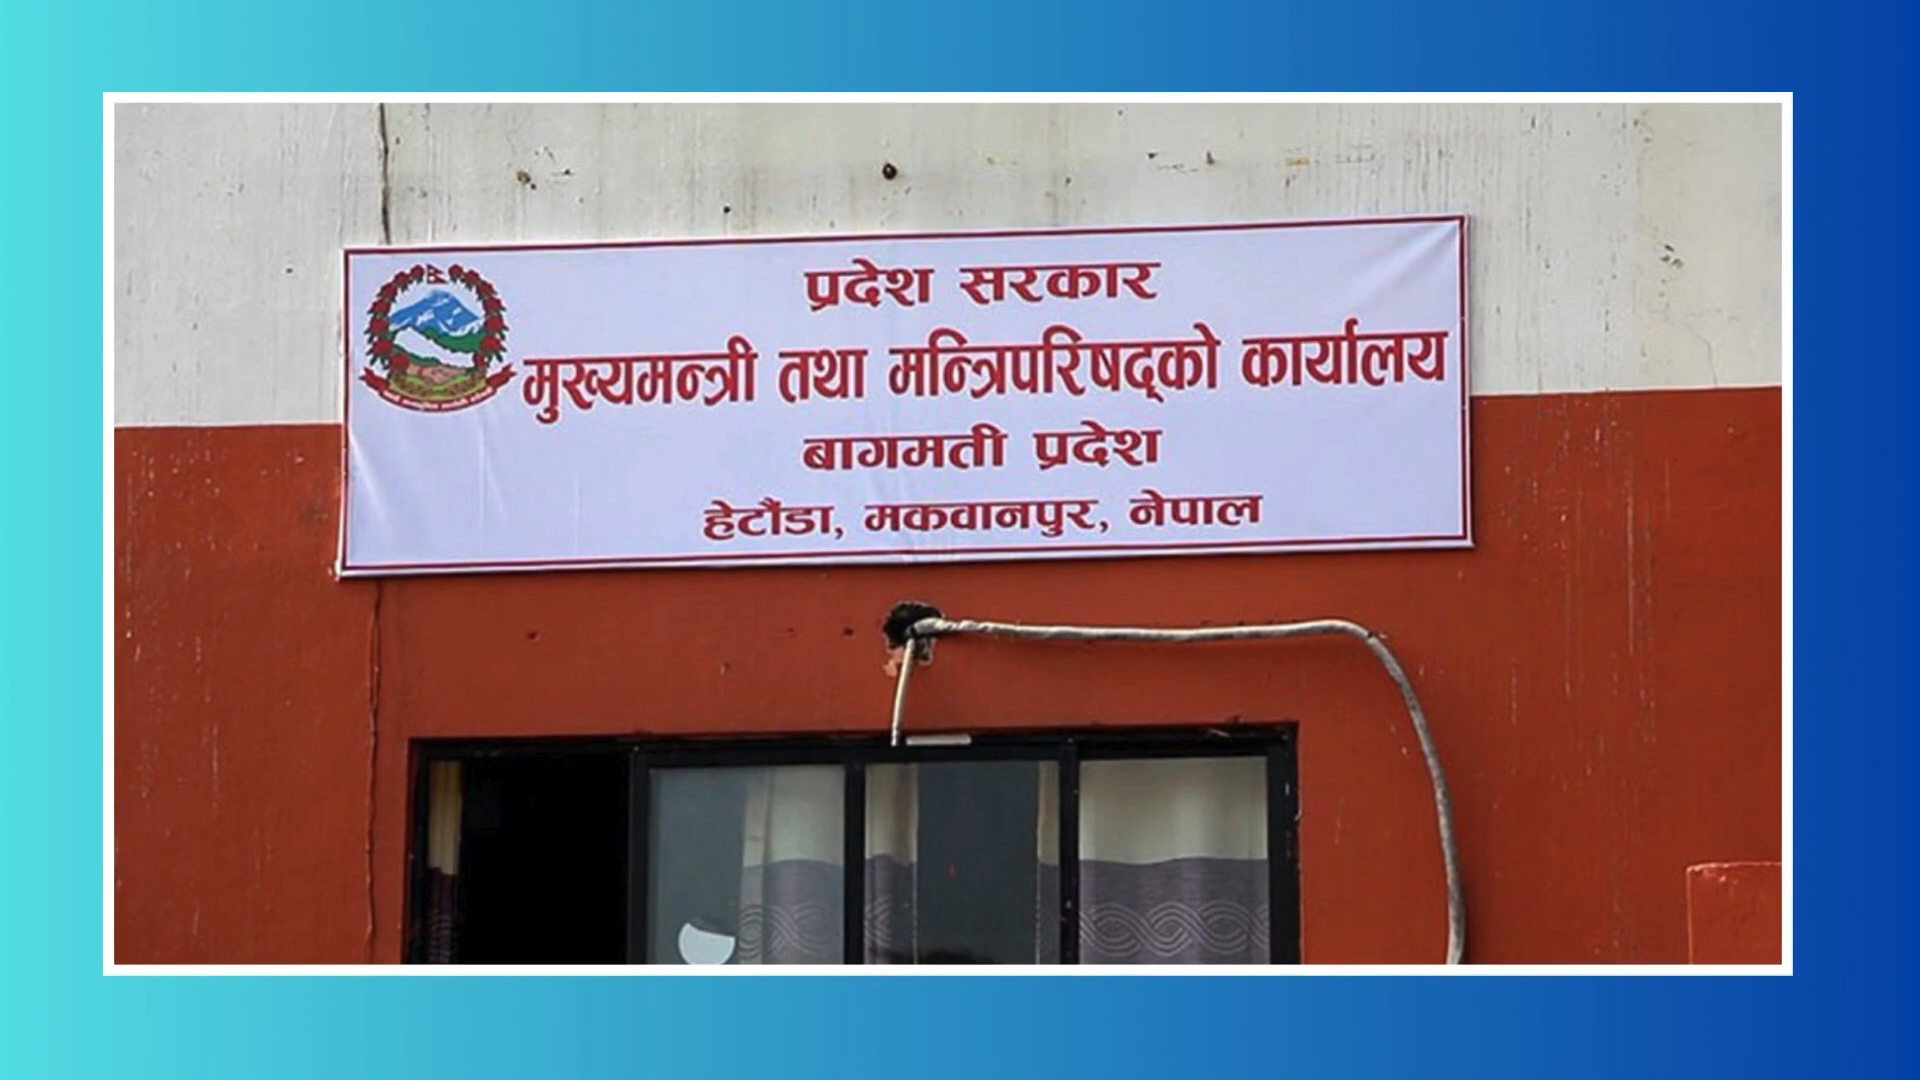 प्रदेश सरकार
मुख्यमन्त्री तथा मन्त्रिपरिषद्को कार्यालय
बागमती प्रदेश
हेटौंडा, मकवानपुर, नेपाल